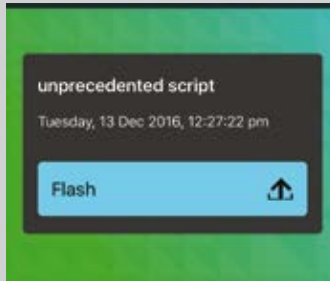 unprecedented script
Tuesday, 13 Dec 2016, 12:27:22 pm
Flash